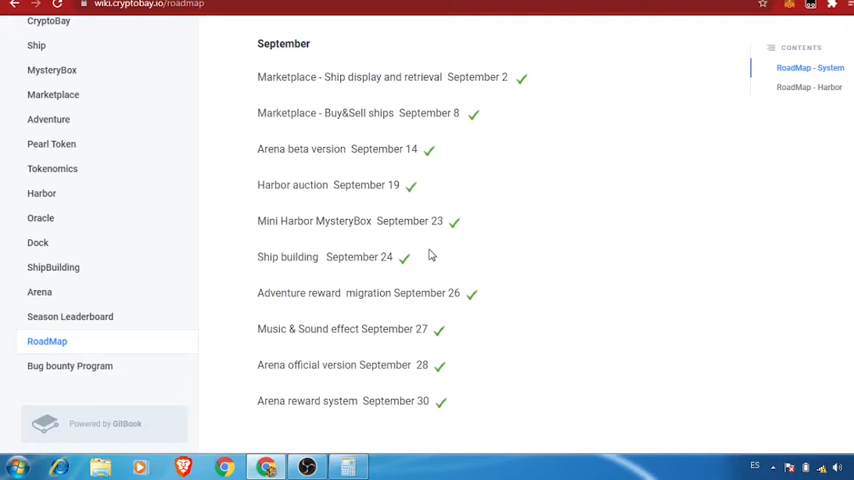 wiki.cryptobay.io/roadmap
CryptoBay
Ship
MysteryBox
Marketplace
Adventure
Pearl Token
Tokenomics
Harbor
Oracle
Dock
ShipBuilding
Arena
Season Leaderboard
RoadMap
Bug bounty Program
Powered by GitBook
September
Marketplace - Ship display and retrieval September 2
Marketplace - Buy&Sell ships September 8
Arena beta version September 14
Harbor auction September 19
Mini Harbor MysteryBox September 23
Ship building September 24
Adventure reward migration September 26
Music & Sound effect September 27
Arena official version September 28
Arena reward system September 30
CONTENTS
RoadMap - System
RoadMap - Harbor
ES